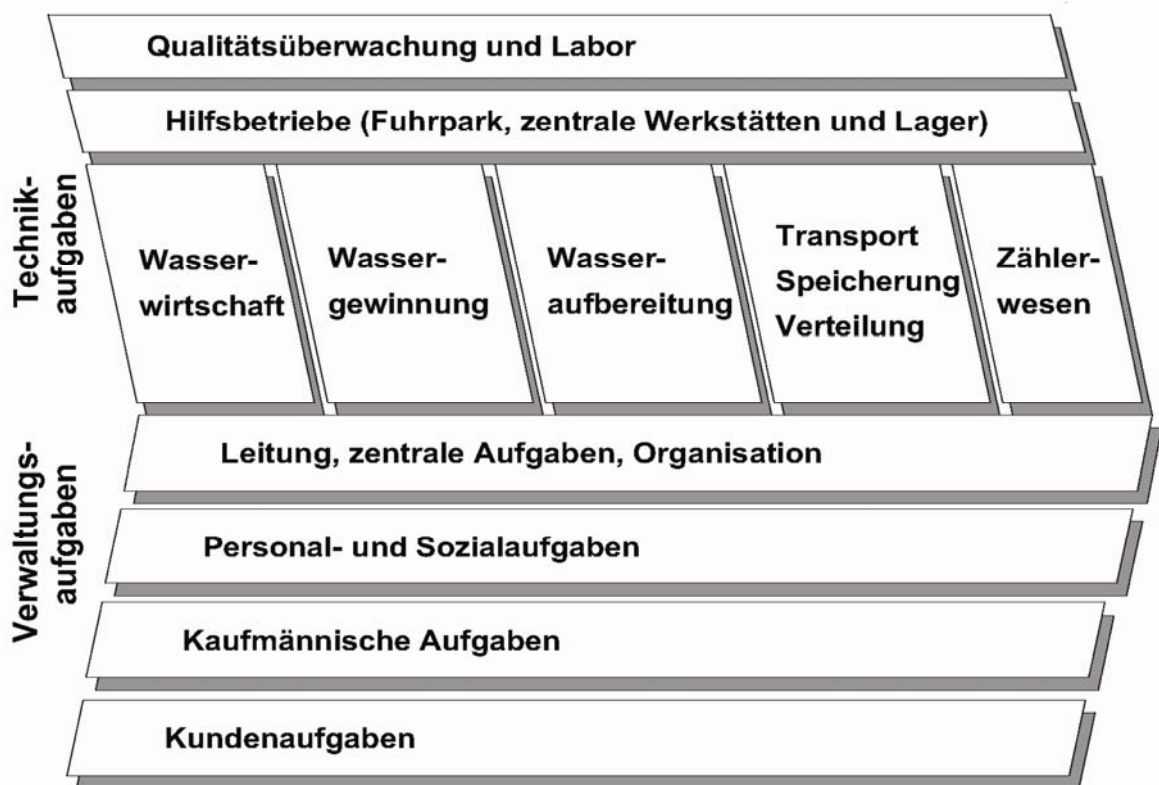 Qualitätsüberwachung und Labor
Hilfsbetriebe (Fuhrpark, zentrale Werkstätten und Lager)
Technik-
aufgaben
Wasser-
wirtschaft
Wasser-
gewinnung
Wasser-
aufbereitung
Transport
Speicherung
Verteilung
Zähler-
wesen
Verwaltungs-
aufgaben
Leitung, zentrale Aufgaben, Organisation
Personal- und Sozialaufgaben
Kaufmännische Aufgaben
Kundenaufgaben